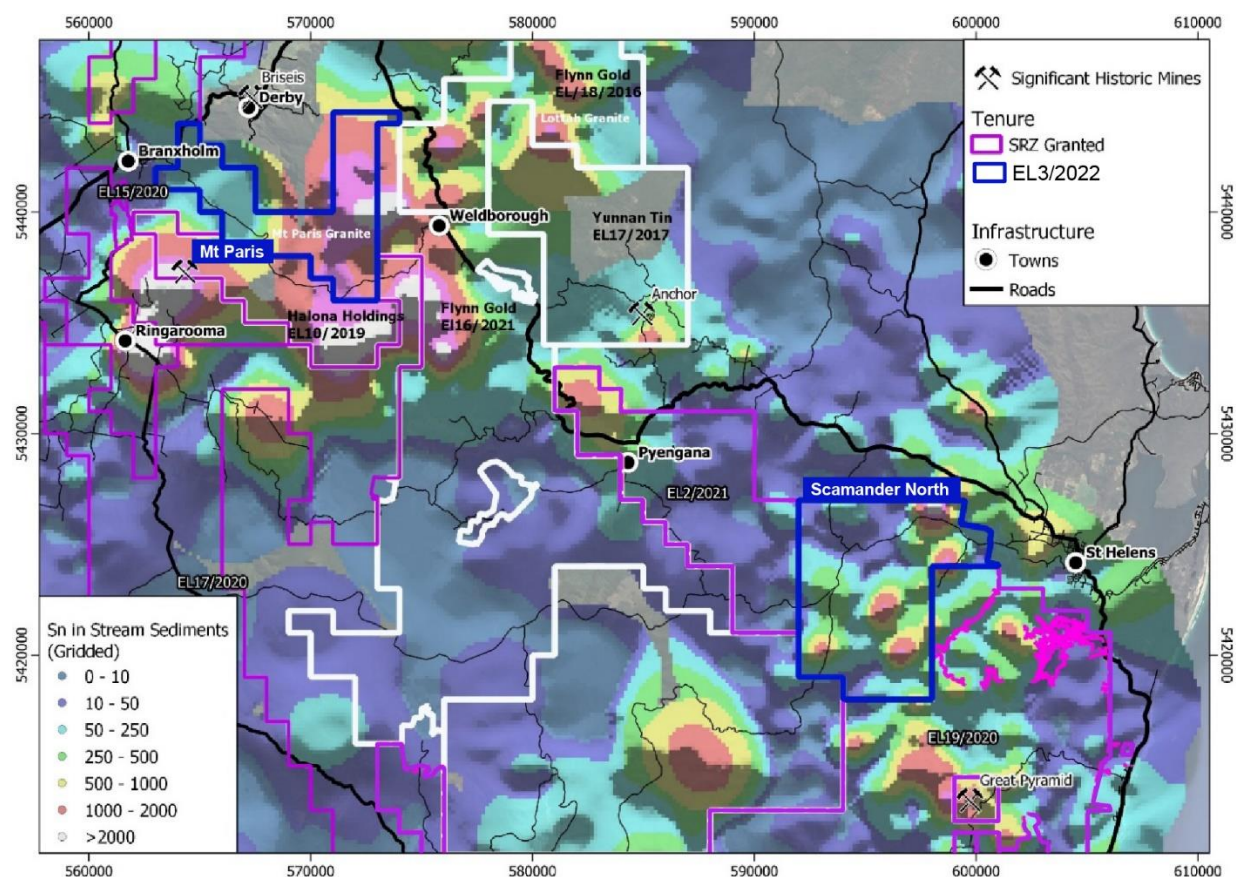 560000
570000
580000
590000
600000
610000
Significant Historic Mines
Tenure
SRZ Granted
EL3/2022
Infrastructure
Towns
Roads
Briseis
Derby
Flynn Gold
EL/18/2016
Lottah Granite
Branxholm
EL15/2020
5440000
5440000
Weldborough
Yunnan Tin
EL17/2017
Mt Paris Granite
Mt Paris
Anchor
Halona Holdings
EL10/2019
Flynn Gold
El16/2021
Ringarooma
5430000
5430000
Pyengana
EL2/2021
Scamander North
St Helens
EL17/2020
Sn in Stream Sediments
(Gridded)
0 - 10
10 - 50
50 - 250
250 - 500
500 - 1000
1000 - 2000
>2000
5420000
5420000
EL19/2020
Great Pyramid
560000
570000
580000
590000
600000
610000